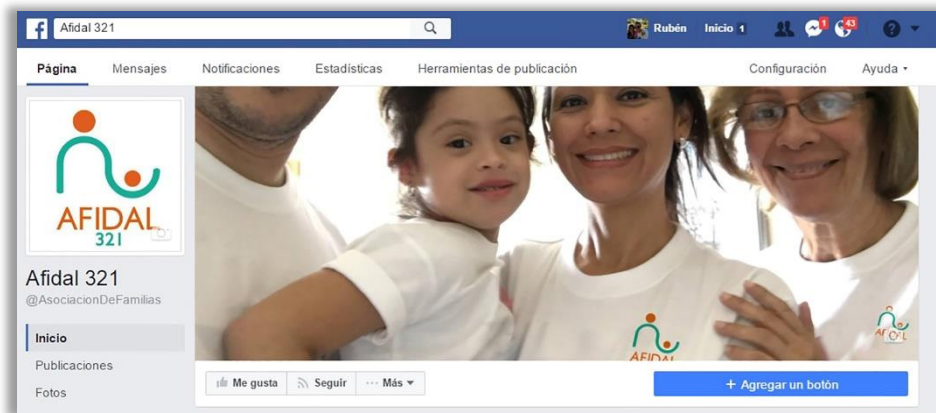 Afidal 321
Rubén Inicio 1
1
43
?
Página Mensajes Notificaciones Estadísticas Herramientas de publicación Configuración Ayuda
AFIDAL
321
Afidal 321
@AsociacionDeFamilias
Inicio
Publicaciones
Fotos
AFIDAL
AFIDAL
Me gusta Seguir ··· Más
+ Agregar un botón